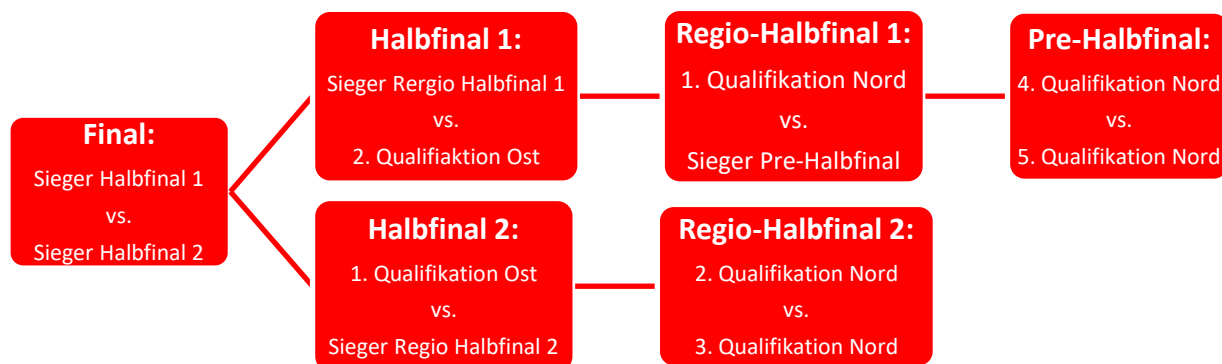 Final:
Sieger Halbfinal 1
vs.
Sieger Halbfinal 2
Halbfinal 1:
Sieger Rergio Halbfinal 1
vs.
2. Qualifiaktion Ost
Regio-Halbfinal 1:
1. Qualifikation Nord
vs.
Sieger Pre-Halbfinal
Pre-Halbfinal:
4. Qualifikation Nord
vs.
5. Qualifikation Nord
Halbfinal 2:
1. Qualifikation Ost
vs.
Sieger Regio Halbfinal 2
Regio-Halbfinal 2:
2. Qualifikation Nord
vs.
3. Qualifikation Nord